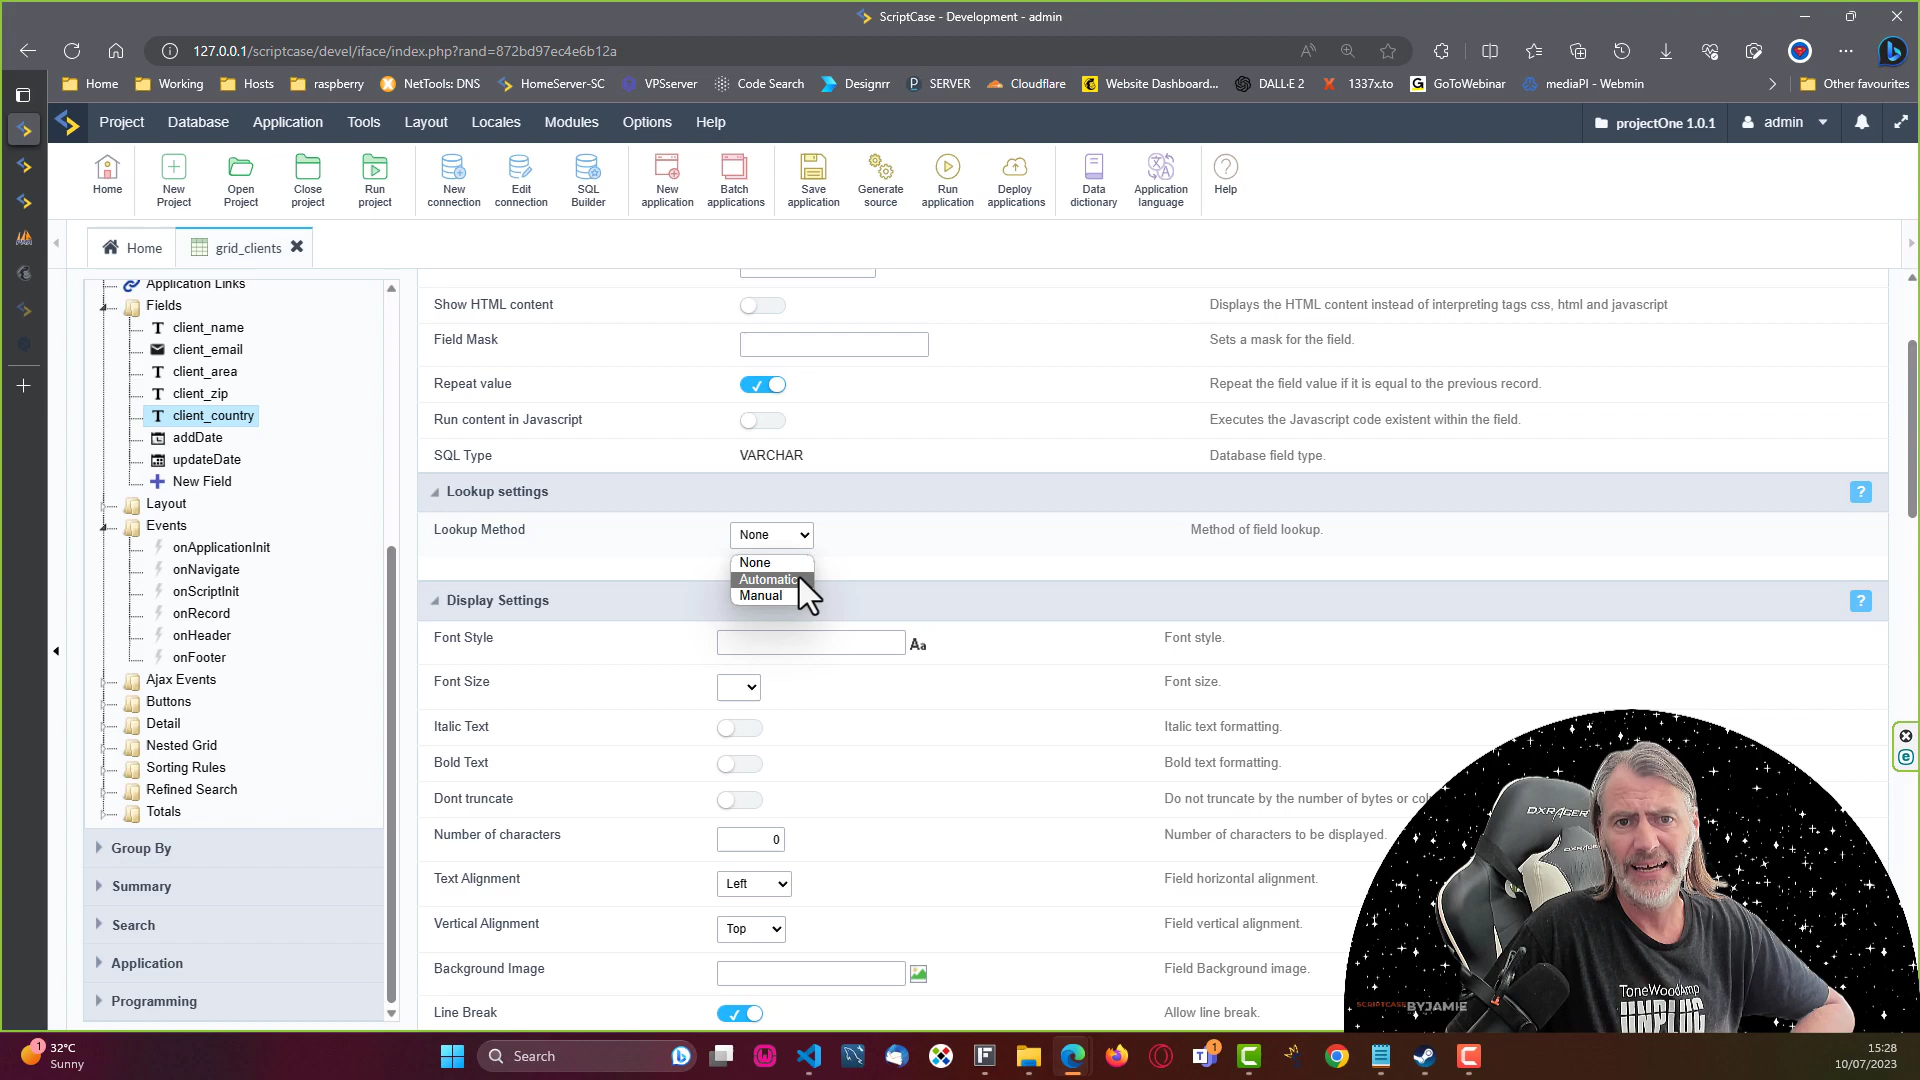 ScriptCase - Development - admin
127.0.0.1/scriptcase/devel/iface/index.php?rand=872bd97ec4e6b12a
Home Working Hosts raspberry NetTools: DNS HomeServer-SC VPSserver Code Search Designrr SERVER Cloudflare Website Dashboard... DALL·E 2 1337x.to GoToWebinar mediaPI - Webmin Other favourites
Project Database Application Tools Layout Locales Modules Options Help projectOne 1.0.1 admin
Home
New Project
Open Project
Close project
Run project
New connection
Edit connection
SQL Builder
New application
Batch applications
Save application
Generate source
Run application
Deploy applications
Data dictionary
Application language
Help
Home grid_clients
Application Links
Fields
client_name
client_email
client_area
client_zip
client_country
addDate
updateDate
New Field
Layout
Events
onApplicationInit
onNavigate
onScriptInit
onRecord
onHeader
onFooter
Ajax Events
Buttons
Detail
Nested Grid
Sorting Rules
Refined Search
Totals
Group By
Summary
Search
Application
Programming
Show HTML content Displays the HTML content instead of interpreting tags css, html and javascript
Field Mask Sets a mask for the field.
Repeat value Repeat the field value if it is equal to the previous record.
Run content in Javascript Executes the Javascript code existent within the field.
SQL Type VARCHAR Database field type.
Lookup settings ?
Lookup Method None Method of field lookup.
None
Automatic
Manual
Display Settings ?
Font Style Aa Font style.
Font Size Font size.
Italic Text Italic text formatting.
Bold Text Bold text formatting.
Dont truncate Do not truncate by the number of bytes or
Number of characters 0 Number of characters to be displayed.
Text Alignment Left Field horizontal alignment.
Vertical Alignment Top Field vertical alignment.
Background Image Field Background image.
Line Break Allow line break.
DXRACER
ToneWoodAmp
UNPLUG
SCRIPTCASE BYJAMIE
1
32°C
Sunny
Search
1
15:28
10/07/2023